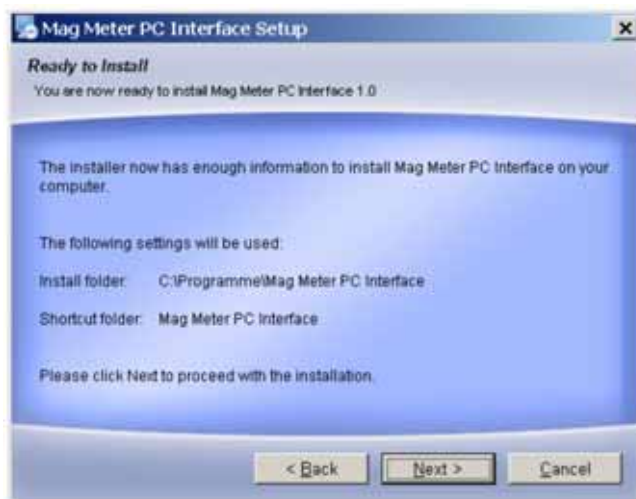 Mag Meter PC Interface Setup
Ready to Install
You are now ready to install Mag Meter PC Interface 1.0
The installer now has enough information to install Mag Meter PC Interface on your
computer.
The following settings will be used:
Install folder: C:\Programme\Mag Meter PC Interface
Shortcut folder: Mag Meter PC Interface
Please click Next to proceed with the installation.
< Back Next > Cancel